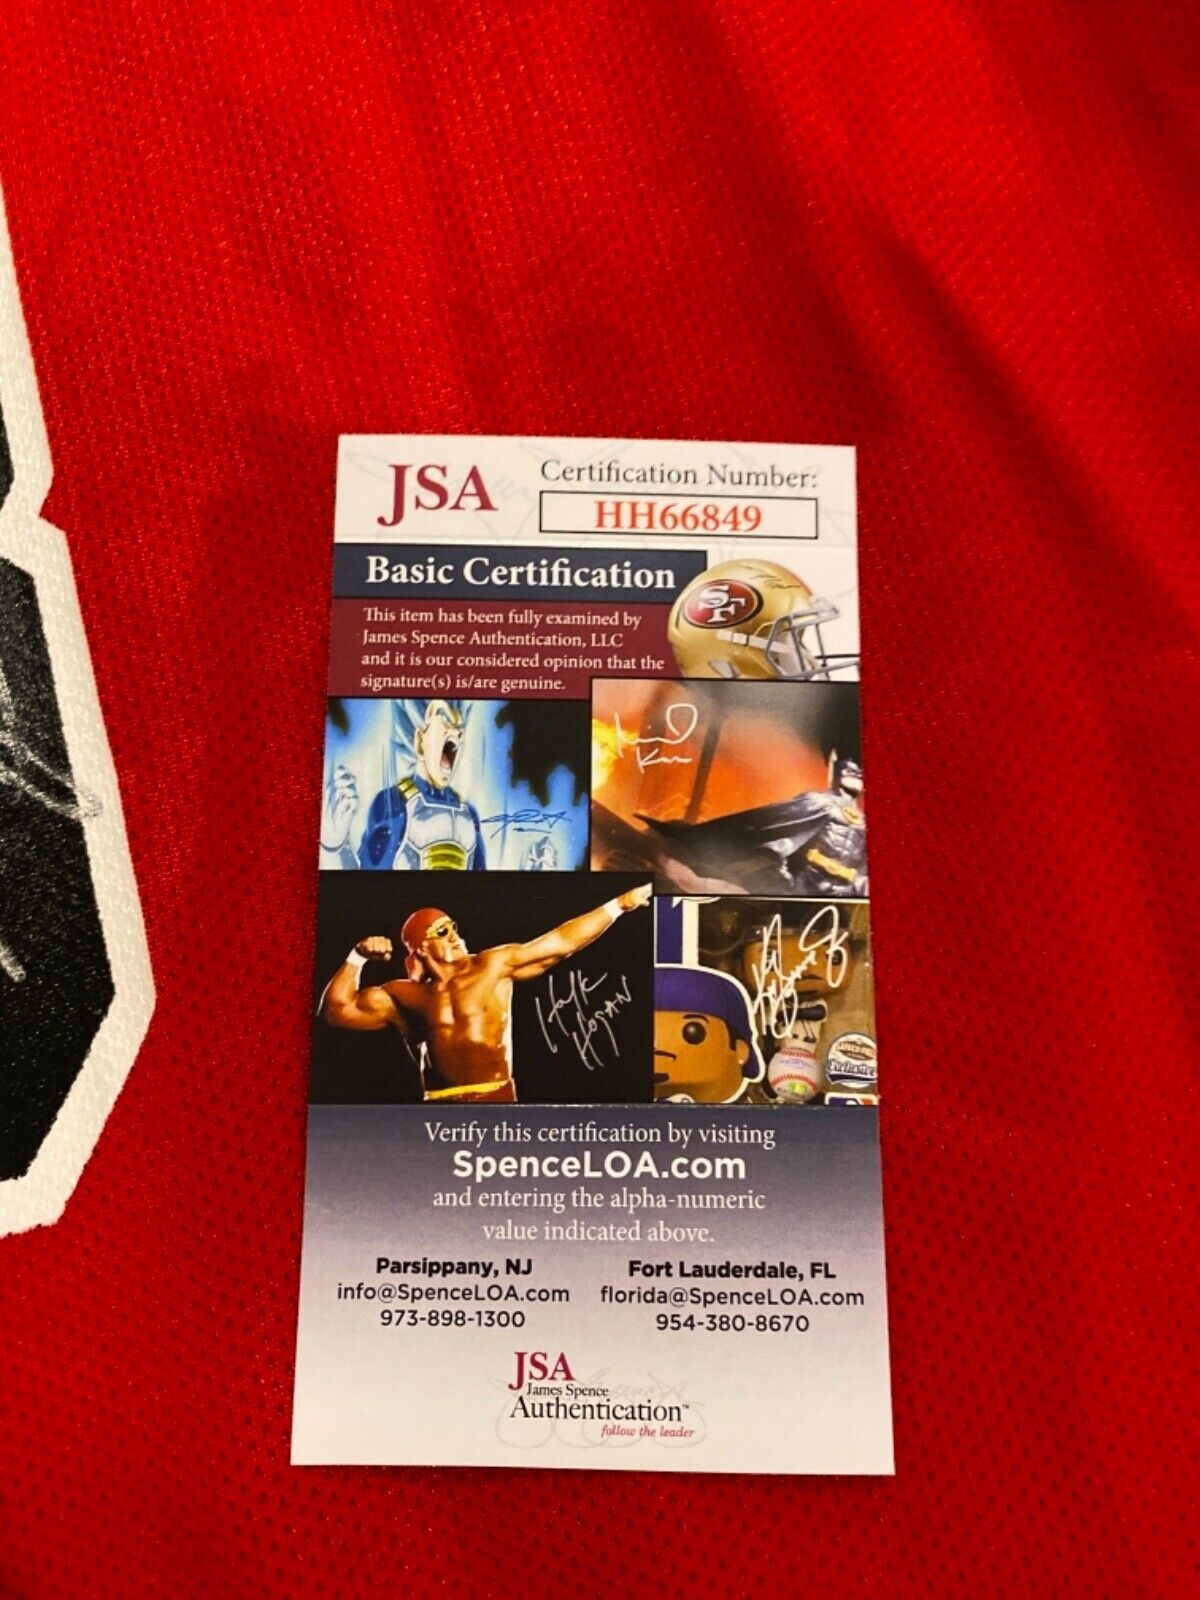 JSA
Certification Number:
HH66849
Basic Certification
This item has been fully examined by
James Spence Authentication, LLC
and it is our considered opinion that the
signature(s) is/are genuine.
SF
Hulk
Hogan
Exclusive
Verify this certification by visiting
SpenceLOA.com
and entering the alpha-numeric
value indicated above.
Parsippany, NJ
info@SpenceLOA.com
973-898-1300
Fort Lauderdale, FL
florida@SpenceLOA.com
954-380-8670
JSA
James Spence
Authentication™
follow the leader